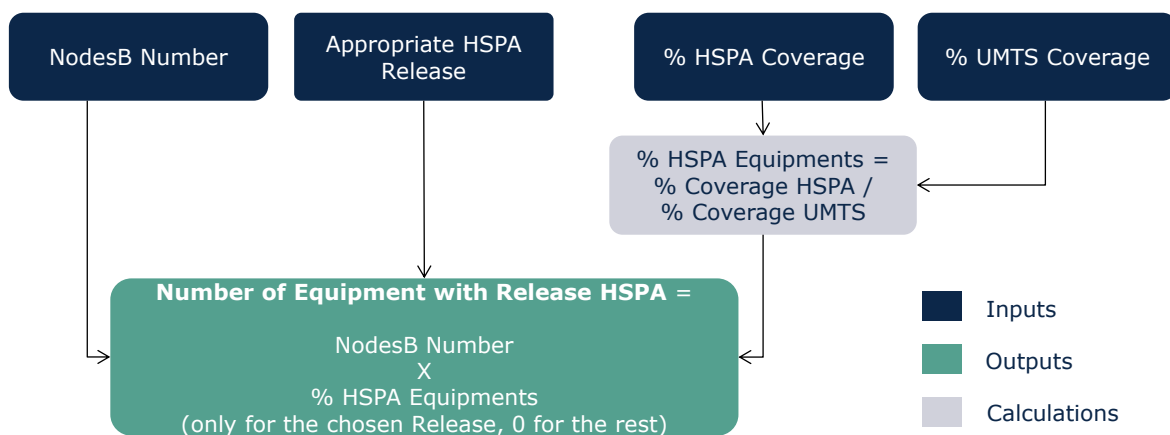 NodesB Number
Appropriate HSPA
Release
% HSPA Coverage
% UMTS Coverage
% HSPA Equipments =
% Coverage HSPA /
% Coverage UMTS
Number of Equipment with Release HSPA =
NodesB Number
X
% HSPA Equipments
(only for the chosen Release, 0 for the rest)
Inputs
Outputs
Calculations